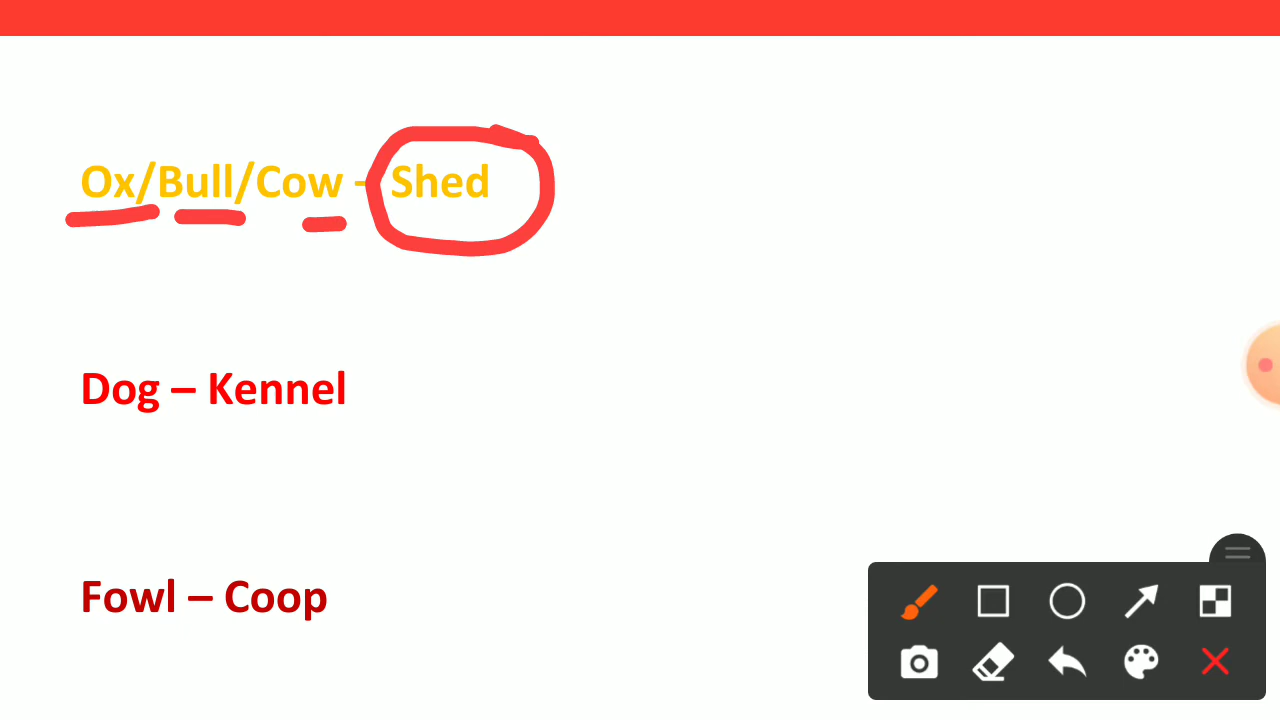 Ox/Bull/Cow – Shed
Dog – Kennel
Fowl – Coop